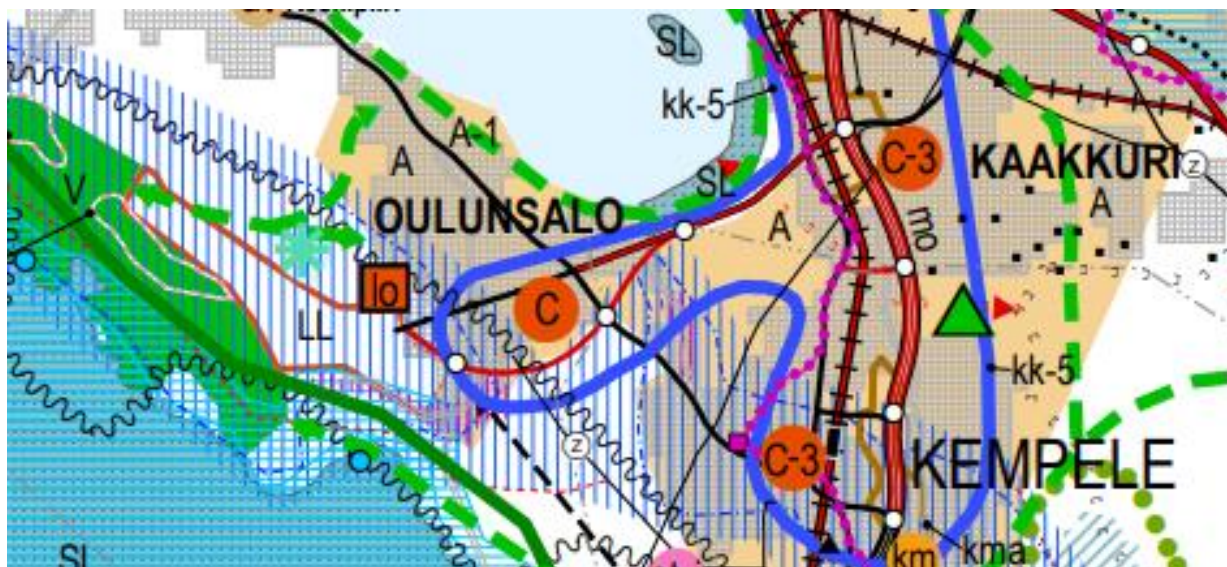 SL
kk-5
A-1
C-3
KAAKKURI
z
A
SL
A
V
OULUNSALO
A
mo
lo
C
LL
kk-5
z
C-3
KEMPELE
SL
km
kma